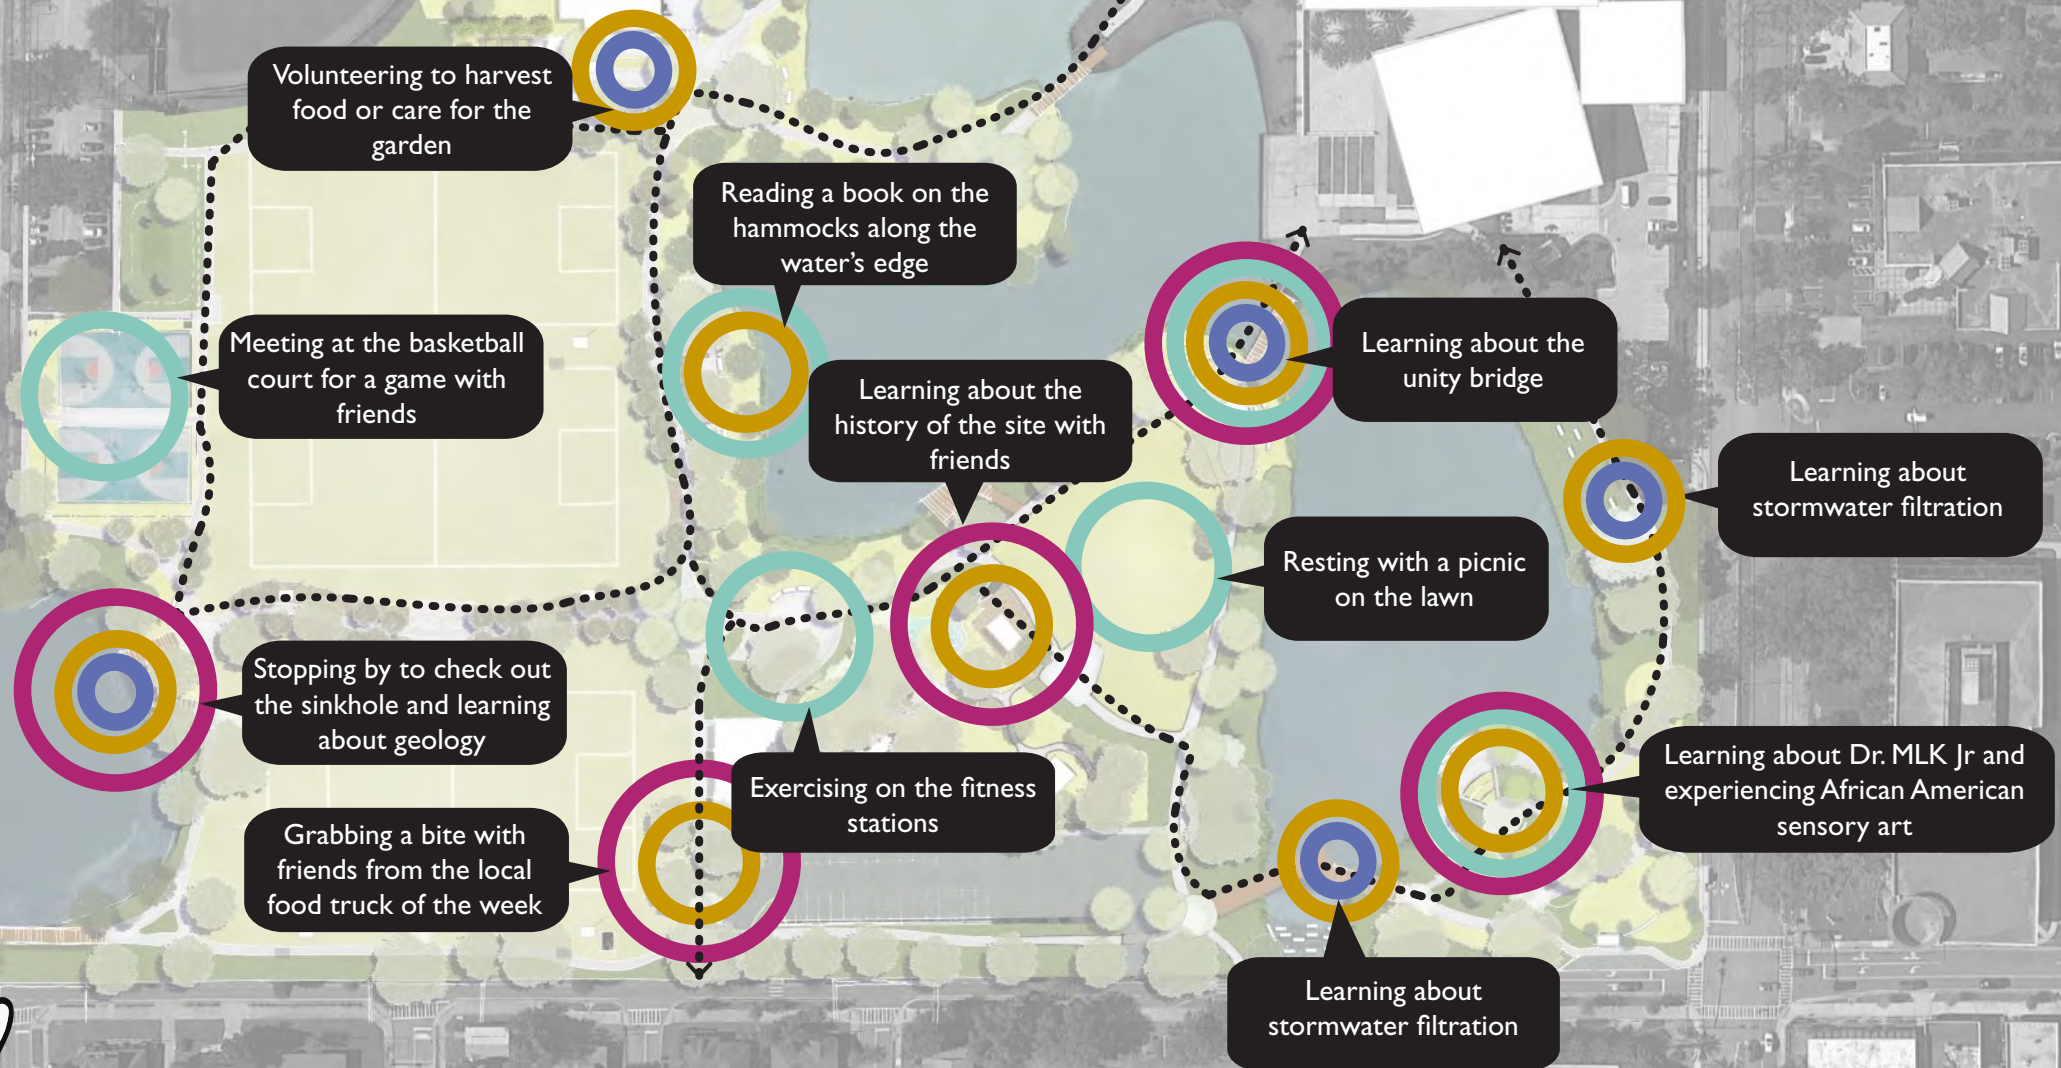 Volunteering to harvest
food or care for the
garden
Reading a book on the
hammocks along the
water's edge
Meeting at the basketball
court for a game with
friends
Learning about the
history of the site with
friends
Learning about the
unity bridge
Learning about
stormwater filtration
Resting with a picnic
on the lawn
Stopping by to check out
the sinkhole and learning
about geology
Exercising on the fitness
stations
Grabbing a bite with
friends from the local
food truck of the week
Learning about Dr. MLK Jr and
experiencing African American
sensory art
Learning about
stormwater filtration